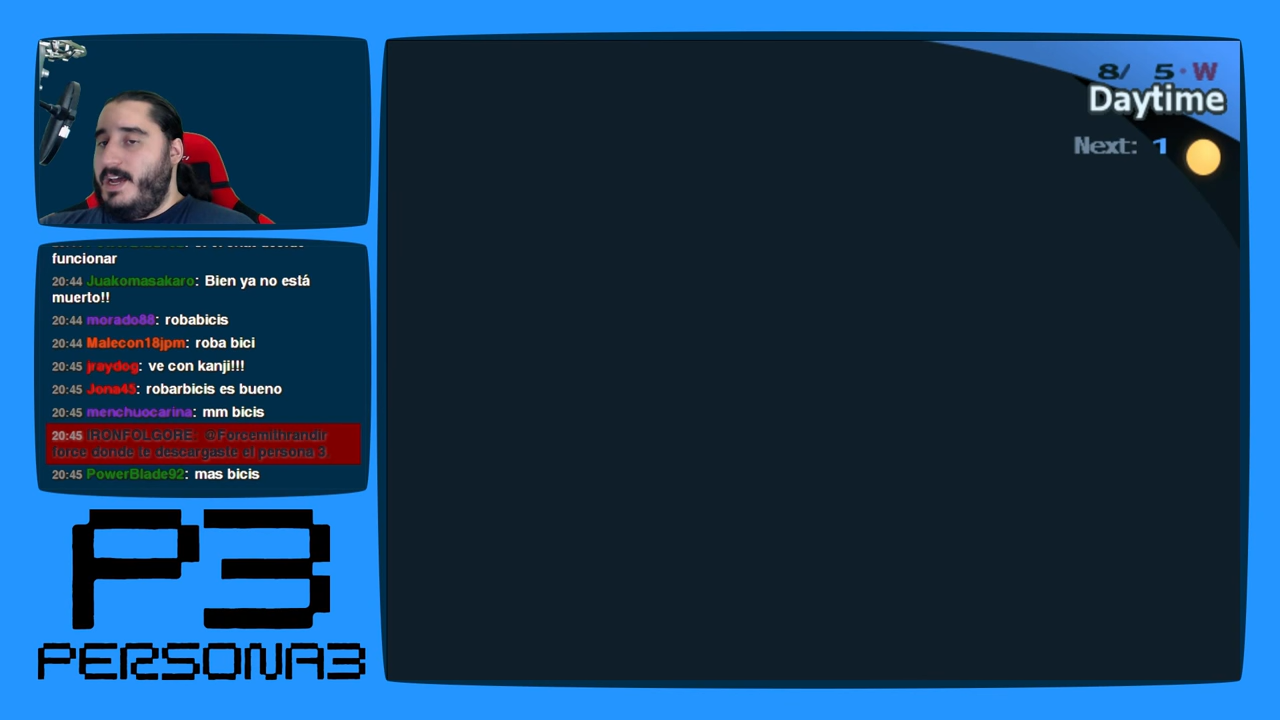 8/ 5·W
Daytime
Next: 1
funcionar
20:44 Juakomasakaro: Bien ya no está
muerto!!
20:44 morado88: robabicis
20:44 Malecon18jpm: roba bici
20:45 jraydog: ve con kanji!!!
20:45 Jona45: robarbicis es bueno
20:45 menchuocarina: mm bicis
20:45 IRONFOLGORE: @Forcemithrandir
force donde te descargaste el persona 3
20:45 PowerBlade92: mas bicis
P3
PERSONA3